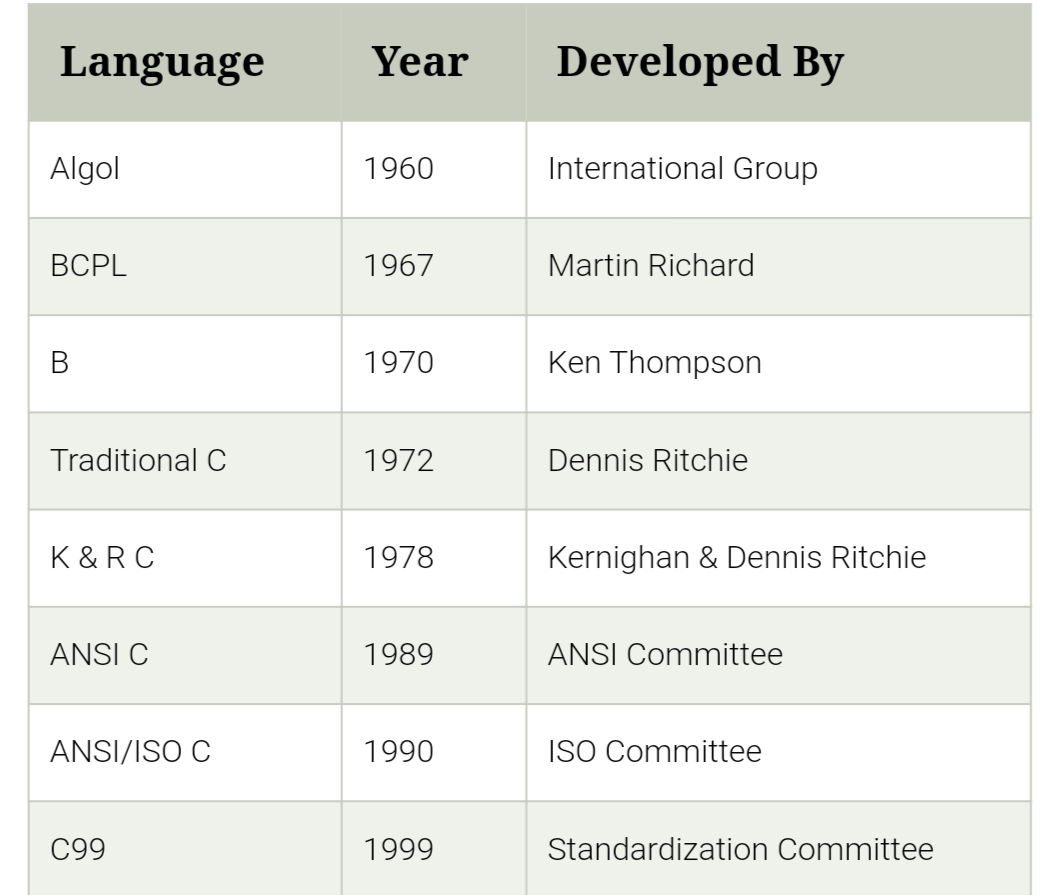 Language Year Developed By
Algol 1960 International Group
BCPL 1967 Martin Richard
B 1970 Ken Thompson
Traditional C 1972 Dennis Ritchie
K & R C 1978 Kernighan & Dennis Ritchie
ANSI C 1989 ANSI Committee
ANSI/ISO C 1990 ISO Committee
C99 1999 Standardization Committee